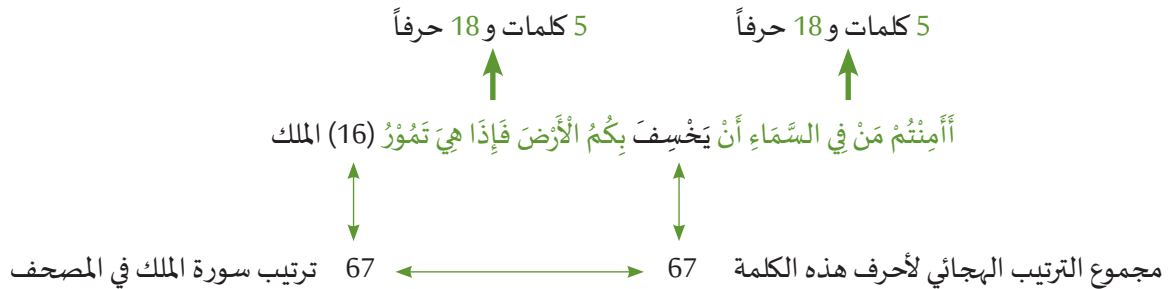 5 كلمات و 18 حرفاً 5 كلمات و 18 حرفاً
أَأَمِنْتُمْ مَنْ فِي السَّمَاءِ أَنْ يَخْسِفَ بِكُمُ الْأَرْضَ فَإِذَا هِيَ تَمُوْرُ (16) الملك
مجموع الترتيب الهجائي لأحرف هذه الكلمة 67 67 ترتيب سورة الملك في المصحف